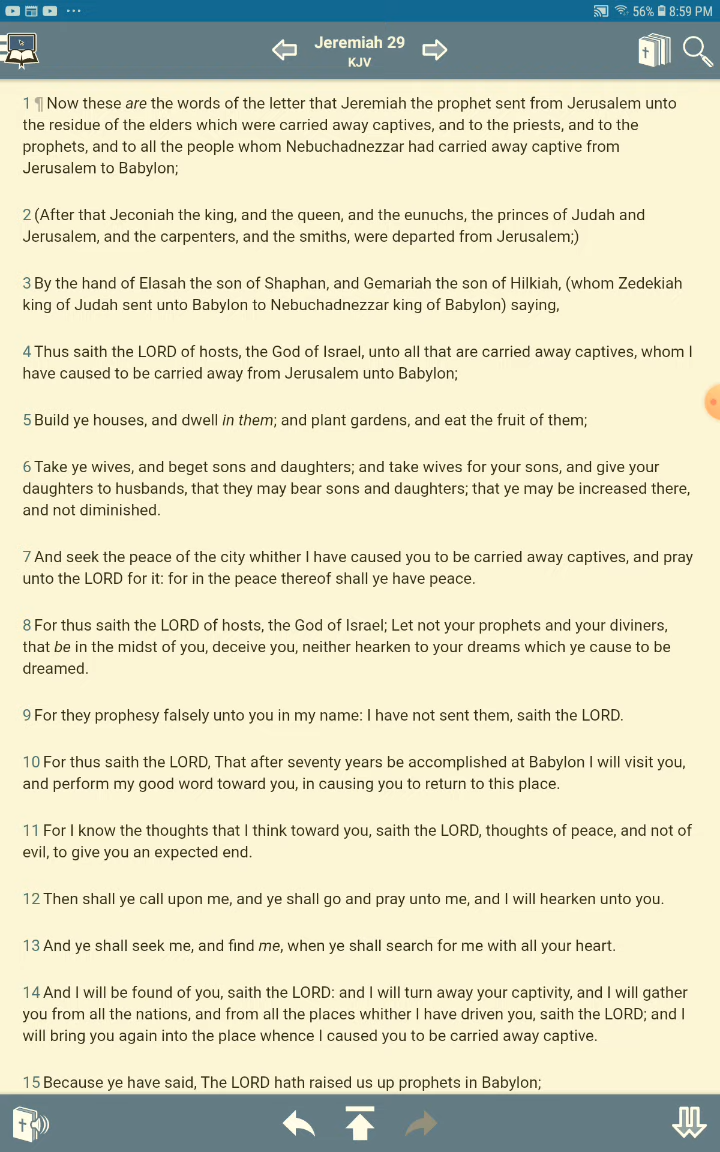 56% 8:59 PM
Jeremiah 29
KJV
1 ¶ Now these are the words of the letter that Jeremiah the prophet sent from Jerusalem unto
the residue of the elders which were carried away captives, and to the priests, and to the
prophets, and to all the people whom Nebuchadnezzar had carried away captive from
Jerusalem to Babylon;
2 (After that Jeconiah the king, and the queen, and the eunuchs, the princes of Judah and
Jerusalem, and the carpenters, and the smiths, were departed from Jerusalem;)
3 By the hand of Elasah the son of Shaphan, and Gemariah the son of Hilkiah, (whom Zedekiah
king of Judah sent unto Babylon to Nebuchadnezzar king of Babylon) saying,
4 Thus saith the LORD of hosts, the God of Israel, unto all that are carried away captives, whom I
have caused to be carried away from Jerusalem unto Babylon;
5 Build ye houses, and dwell in them; and plant gardens, and eat the fruit of them;
6 Take ye wives, and beget sons and daughters; and take wives for your sons, and give your
daughters to husbands, that they may bear sons and daughters; that ye may be increased there,
and not diminished.
7 And seek the peace of the city whither I have caused you to be carried away captives, and pray
unto the LORD for it: for in the peace thereof shall ye have peace.
8 For thus saith the LORD of hosts, the God of Israel; Let not your prophets and your diviners,
that be in the midst of you, deceive you, neither hearken to your dreams which ye cause to be
dreamed.
9 For they prophesy falsely unto you in my name: I have not sent them, saith the LORD.
10 For thus saith the LORD, That after seventy years be accomplished at Babylon I will visit you,
and perform my good word toward you, in causing you to return to this place.
11 For I know the thoughts that I think toward you, saith the LORD, thoughts of peace, and not of
evil, to give you an expected end.
12 Then shall ye call upon me, and ye shall go and pray unto me, and I will hearken unto you.
13 And ye shall seek me, and find me, when ye shall search for me with all your heart.
14 And I will be found of you, saith the LORD: and I will turn away your captivity, and I will gather
you from all the nations, and from all the places whither I have driven you, saith the LORD; and I
will bring you again into the place whence I caused you to be carried away captive.
15 Because ye have said, The LORD hath raised us up prophets in Babylon;